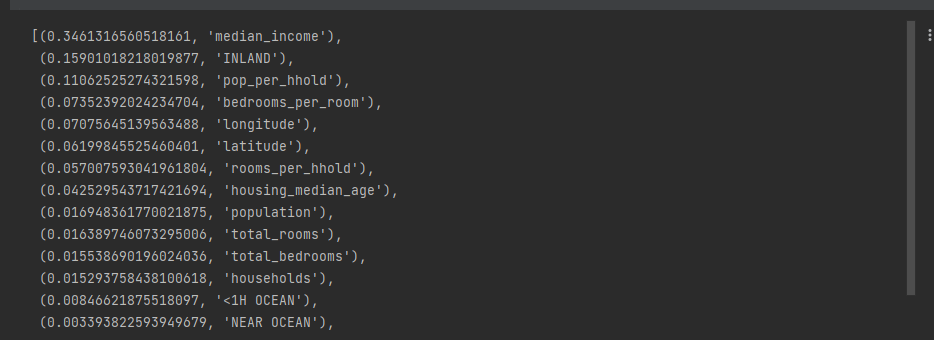 [(0.3461316560518161, 'median_income'),
(0.15901018218019877, 'INLAND'),
(0.11062525274321598, 'pop_per_hhold'),
(0.07352392024234704, 'bedrooms_per_room'),
(0.07075645139563488, 'longitude'),
(0.06199845525460401, 'latitude'),
(0.057007593041961804, 'rooms_per_hhold'),
(0.042529543717421694, 'housing_median_age'),
(0.016948361770021875, 'population'),
(0.016389746073295006, 'total_rooms'),
(0.015538690196024036, 'total_bedrooms'),
(0.015293758438100618, 'households'),
(0.00846621875518097, '<1H OCEAN'),
(0.003393822593949679, 'NEAR OCEAN'),